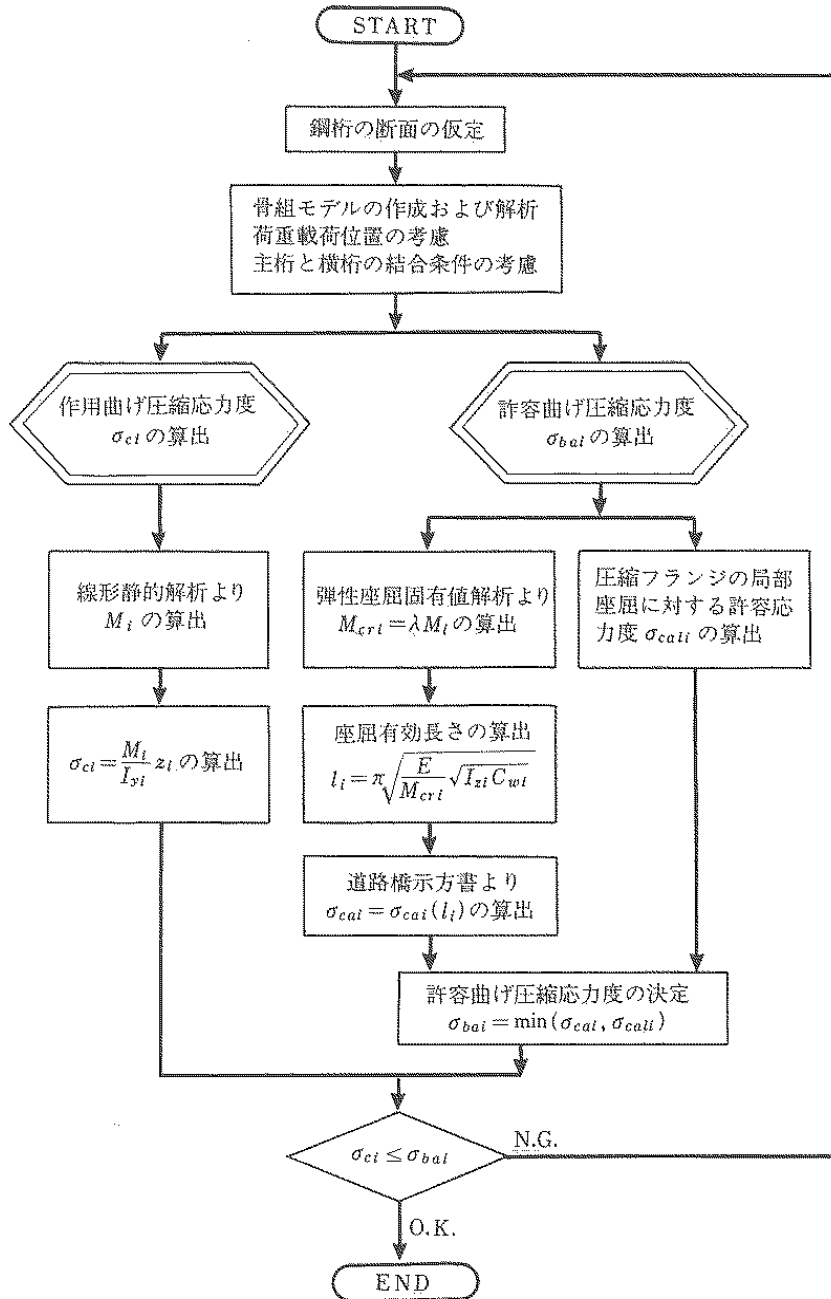 START
鋼桁の断面の仮定
骨組モデルの作成および解析
荷重載荷位置の考慮
主桁と横桁の結合条件の考慮
作用曲げ圧縮応力度
σci の算出
許容曲げ圧縮応力度
σbai の算出
線形静的解析より
Mi の算出
弾性座屈固有値解析より
Mcri=λMi の算出
圧縮フランジの局部
座屈に対する許容応
力度 σcali の算出
σci=Mi/Iyi zi の算出
座屈有効長さの算出
li=π√(E/Mcri √(Izi Cwi))
道路橋示方書より
σcai=σcai(li) の算出
許容曲げ圧縮応力度の決定
σbai=min(σcai, σcali)
σci≤σbai
N.G.
O.K.
END